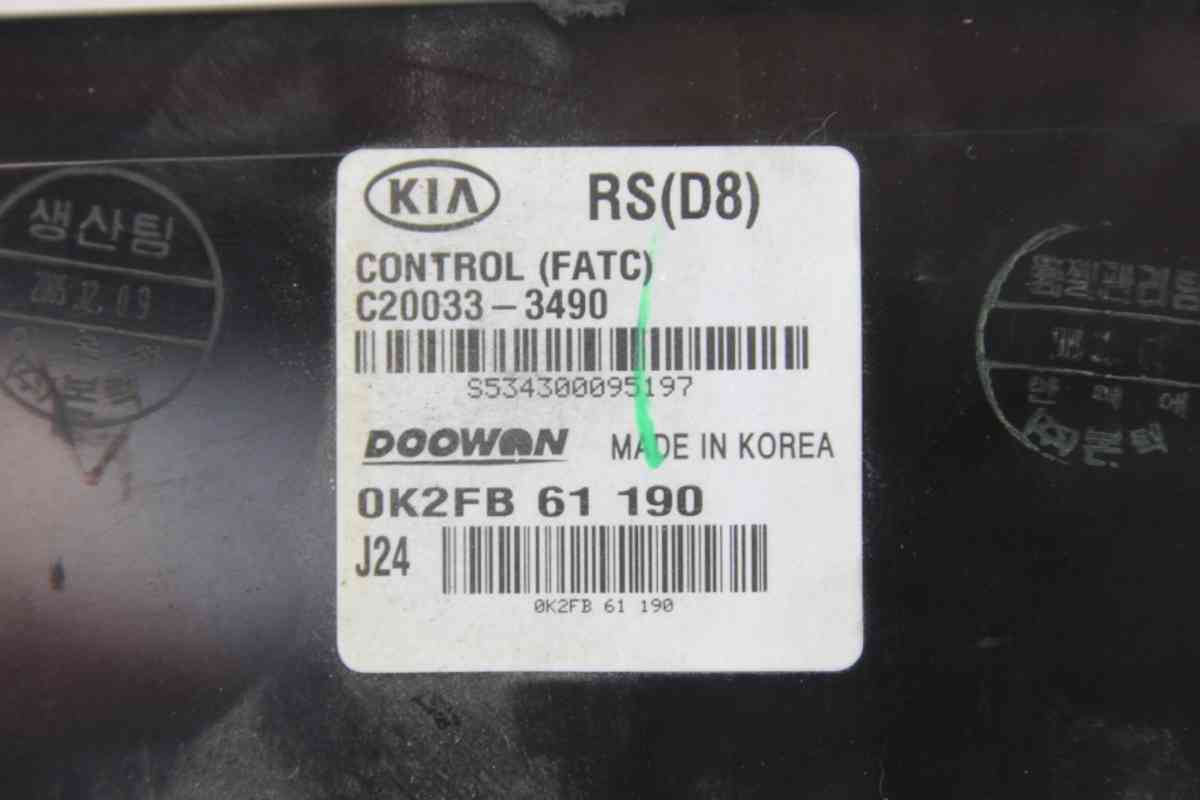 KIA RS(D8)
CONTROL (FATC)
C20033-3490
S534300095197
DOOWON MADE IN KOREA
0K2FB 61 190
J24
0K2FB 61 190
생산팀